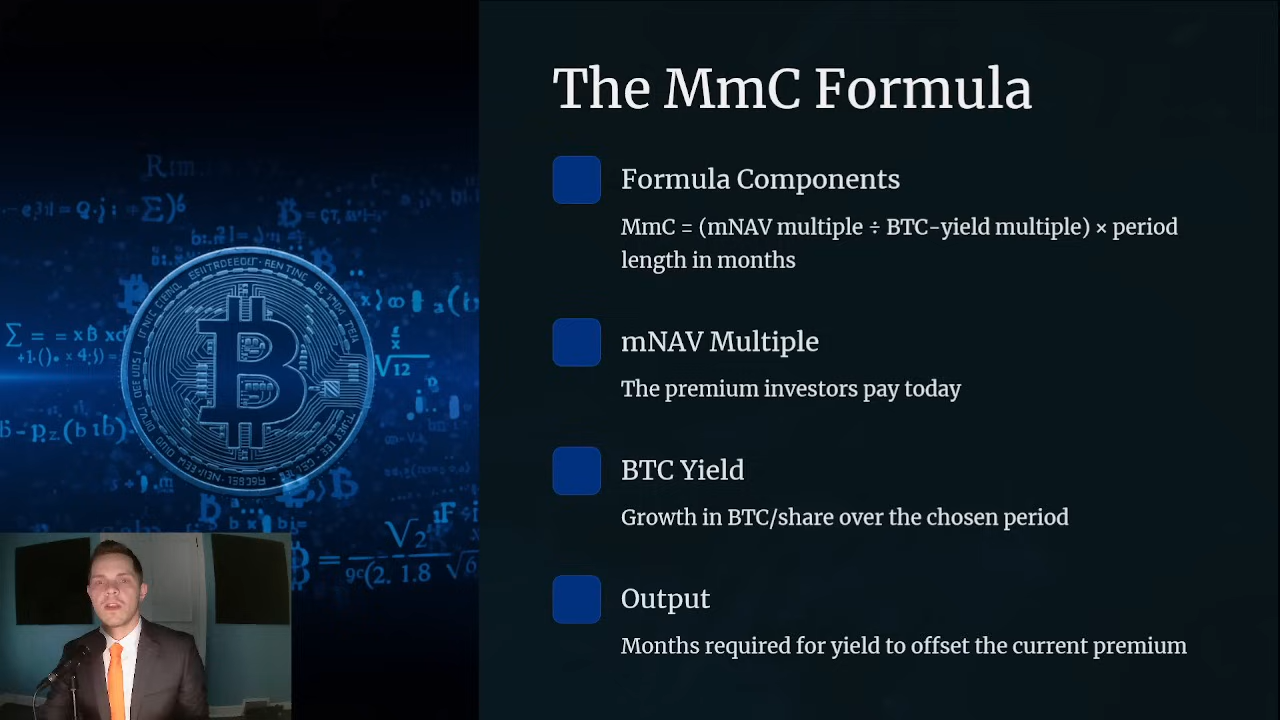 The MmC Formula
Formula Components
MmC = (mNAV multiple ÷ BTC-yield multiple) × period
length in months
mNAV Multiple
The premium investors pay today
BTC Yield
Growth in BTC/share over the chosen period
Output
Months required for yield to offset the current premium